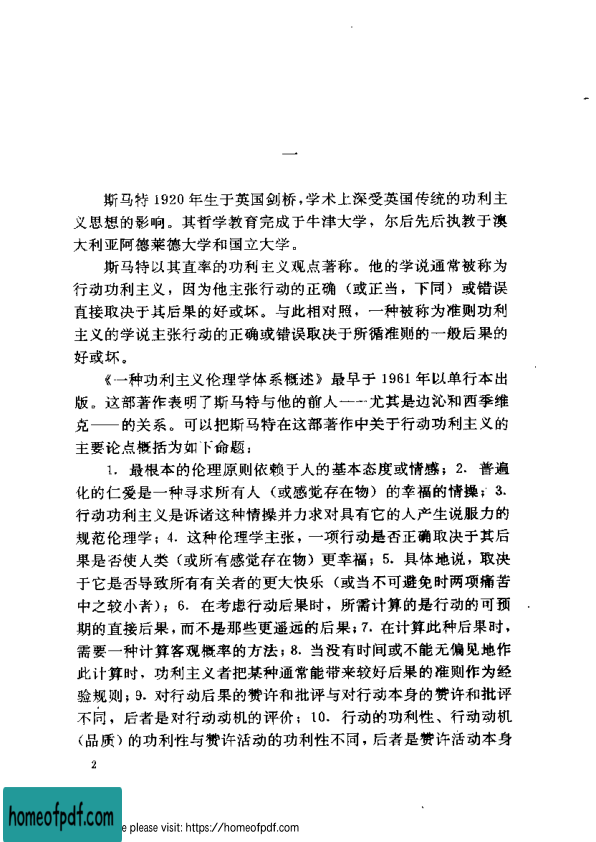 一
斯马特 1920 年生于英国剑桥，学术上深受英国传统的功利主
义思想的影响。其哲学教育完成于牛津大学，尔后先后执教于澳
大利亚阿德莱德大学和国立大学。
斯马特以其直率的功利主义观点著称。他的学说通常被称为
行动功利主义，因为他主张行动的正确（或正当，下同）或错误
直接取决于其后果的好或坏。与此相对照，一种被称为准则功利
主义的学说主张行动的正确或错误取决于所循准则的一般后果的
好或坏。
《一种功利主义伦理学体系概述》最早于 1961 年以单行本出
版。这部著作表明了斯马特与他的前人——尤其是边沁和西季维
克——的关系。可以把斯马特在这部著作中关于行动功利主义的
主要论点概括为如下命题：
1. 最根本的伦理原则依赖于人的基本态度或情感；2. 普遍
化的仁爱是一种寻求所有人（或感觉存在物）的幸福的情操；3.
行动功利主义是诉诸这种情操并力求对具有它的人产生说服力的
规范伦理学；4. 这种伦理学主张，一项行动是否正确取决于其后
果是否使人类（或所有感觉存在物）更幸福；5. 具体地说，取决
于它是否导致所有有关者的更大快乐（或当不可避免时两项痛苦
中之较小者）；6. 在考虑行动后果时，所需计算的是行动的可预
期的直接后果，而不是那些更遥远的后果；7. 在计算此种后果时，
需要一种计算客观概率的方法；8. 当没有时间或不能无偏见地作
此计算时，功利主义者把某种通常能带来较好后果的准则作为经
验规则；9. 对行动后果的赞许和批评与对行动本身的赞许和批评
不同，后者是对行动动机的评价；10. 行动的功利性、行动动机
（品质）的功利性与赞许活动的功利性不同，后者是赞许活动本身
2
homeofpdf.com
e please visit: https://homeofpdf.com